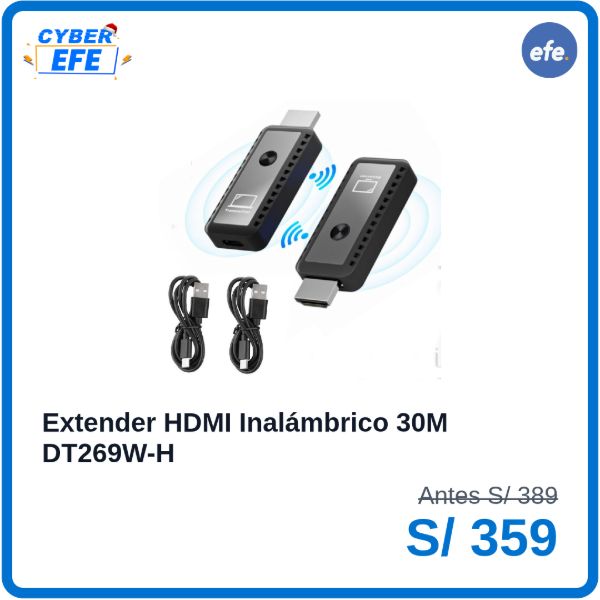 CYBER
EFE
efe.
Extender HDMI Inalámbrico 30M
DT269W-H
Antes S/ 389
S/ 359